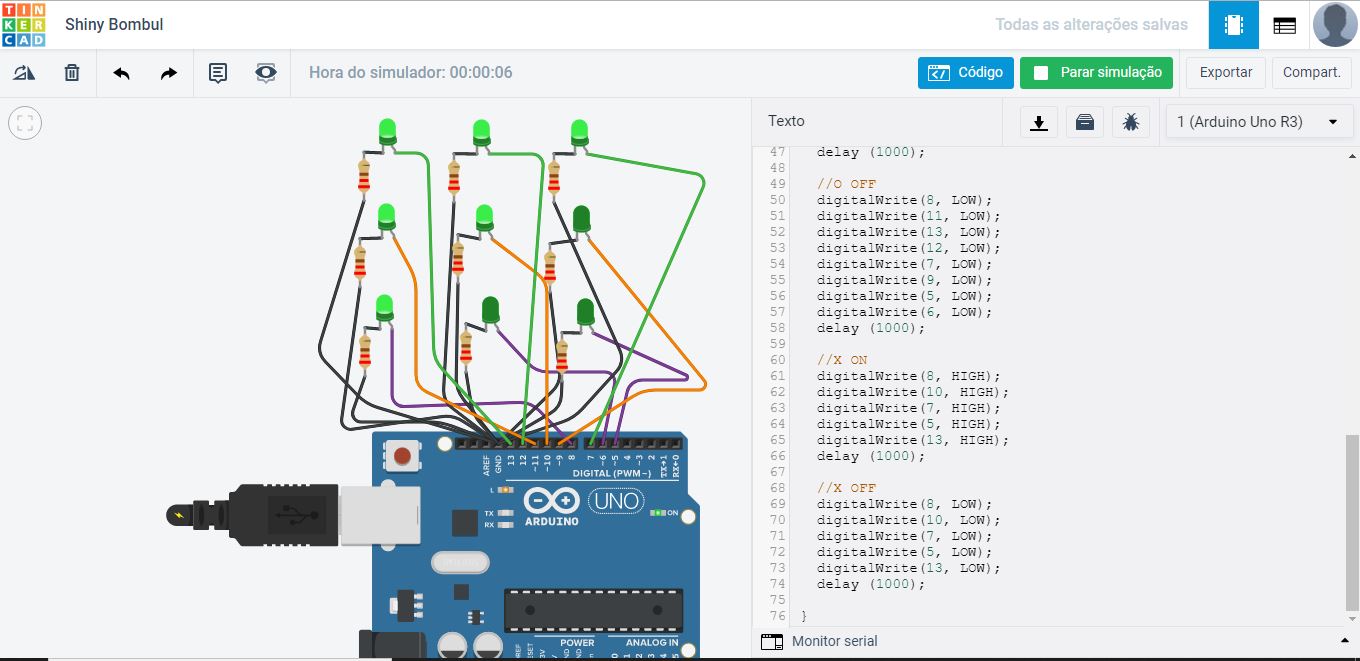 TIN
KER
CAD
Shiny Bombul
Todas as alterações salvas
Hora do simulador: 00:00:06
Código
Parar simulação
Exportar
Compart.
Texto
1 (Arduino Uno R3)
47 delay (1000);
48
49 //O OFF
50 digitalWrite(8, LOW);
51 digitalWrite(11, LOW);
52 digitalWrite(13, LOW);
53 digitalWrite(12, LOW);
54 digitalWrite(7, LOW);
55 digitalWrite(9, LOW);
56 digitalWrite(5, LOW);
57 digitalWrite(6, LOW);
58 delay (1000);
59
60 //X ON
61 digitalWrite(8, HIGH);
62 digitalWrite(10, HIGH);
63 digitalWrite(7, HIGH);
64 digitalWrite(5, HIGH);
65 digitalWrite(13, HIGH);
66 delay (1000);
67
68 //X OFF
69 digitalWrite(8, LOW);
70 digitalWrite(10, LOW);
71 digitalWrite(7, LOW);
72 digitalWrite(5, LOW);
73 digitalWrite(13, LOW);
74 delay (1000);
75
76 }
Monitor serial
AREF
GND
13
12
~11
~10
~9
8
7
~6
~5
4
~3
2
TX→1
RX←0
DIGITAL (PWM~)
L
TX
RX
ARDUINO
UNO
ON
POWER
ANALOG IN